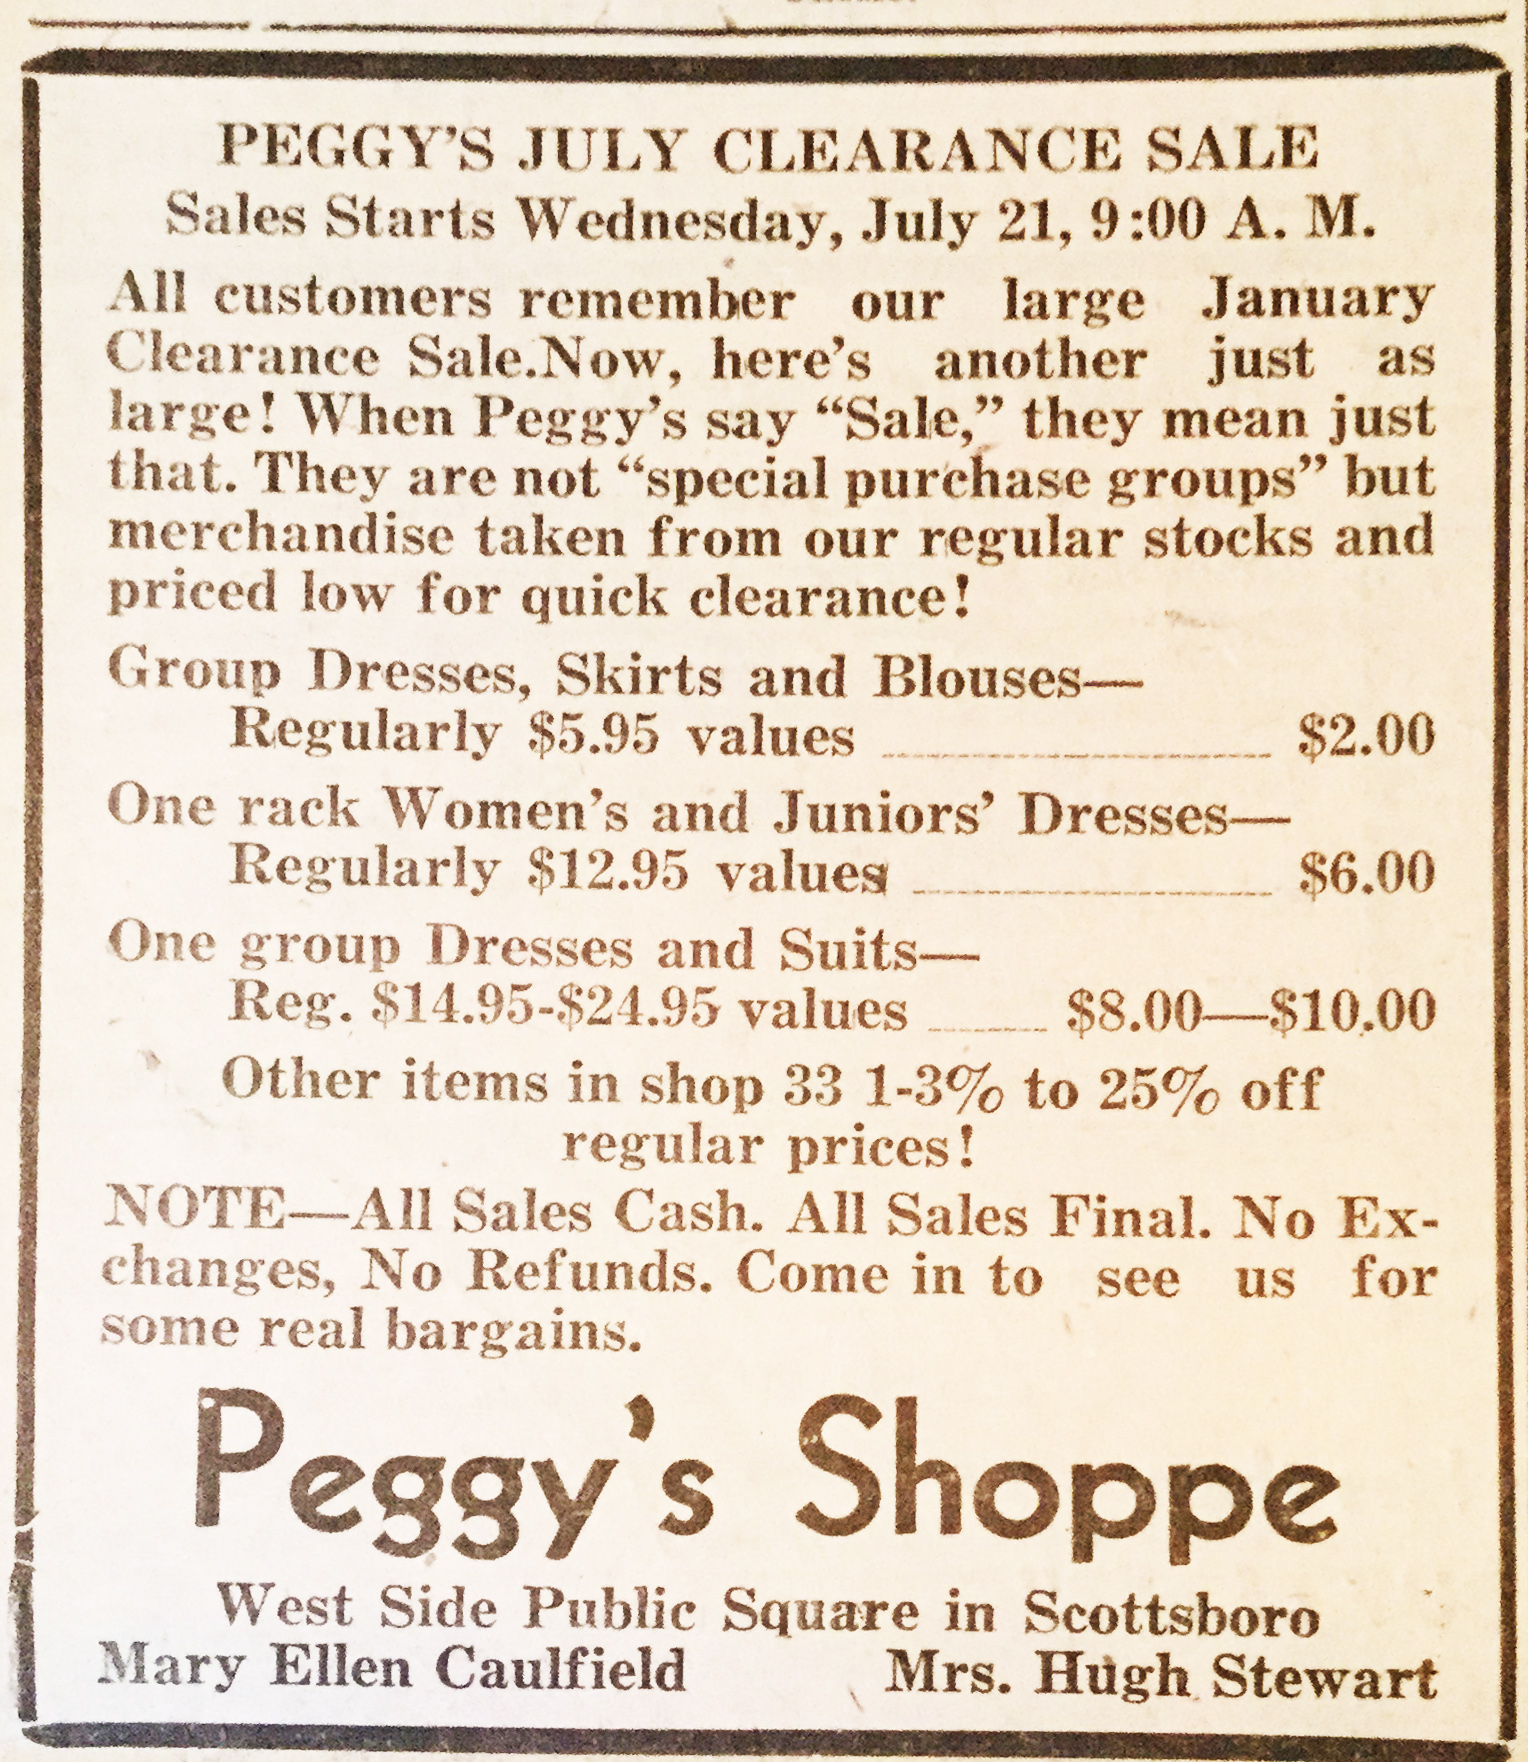 PEGGY'S JULY CLEARANCE SALE
Sales Starts Wednesday, July 21, 9:00 A. M.
All customers remember our large January
Clearance Sale.Now, here's another just as
large! When Peggy's say “Sale,” they mean just
that. They are not “special purchase groups” but
merchandise taken from our regular stocks and
priced low for quick clearance!
Group Dresses, Skirts and Blouses—
Regularly $5.95 values $2.00
One rack Women's and Juniors' Dresses—
Regularly $12.95 values $6.00
One group Dresses and Suits—
Reg. $14.95-$24.95 values $8.00—$10.00
Other items in shop 33 1-3% to 25% off
regular prices!
NOTE—All Sales Cash. All Sales Final. No Ex-
changes, No Refunds. Come in to see us for
some real bargains.
Peggy's Shoppe
West Side Public Square in Scottsboro
Mary Ellen Caulfield Mrs. Hugh Stewart